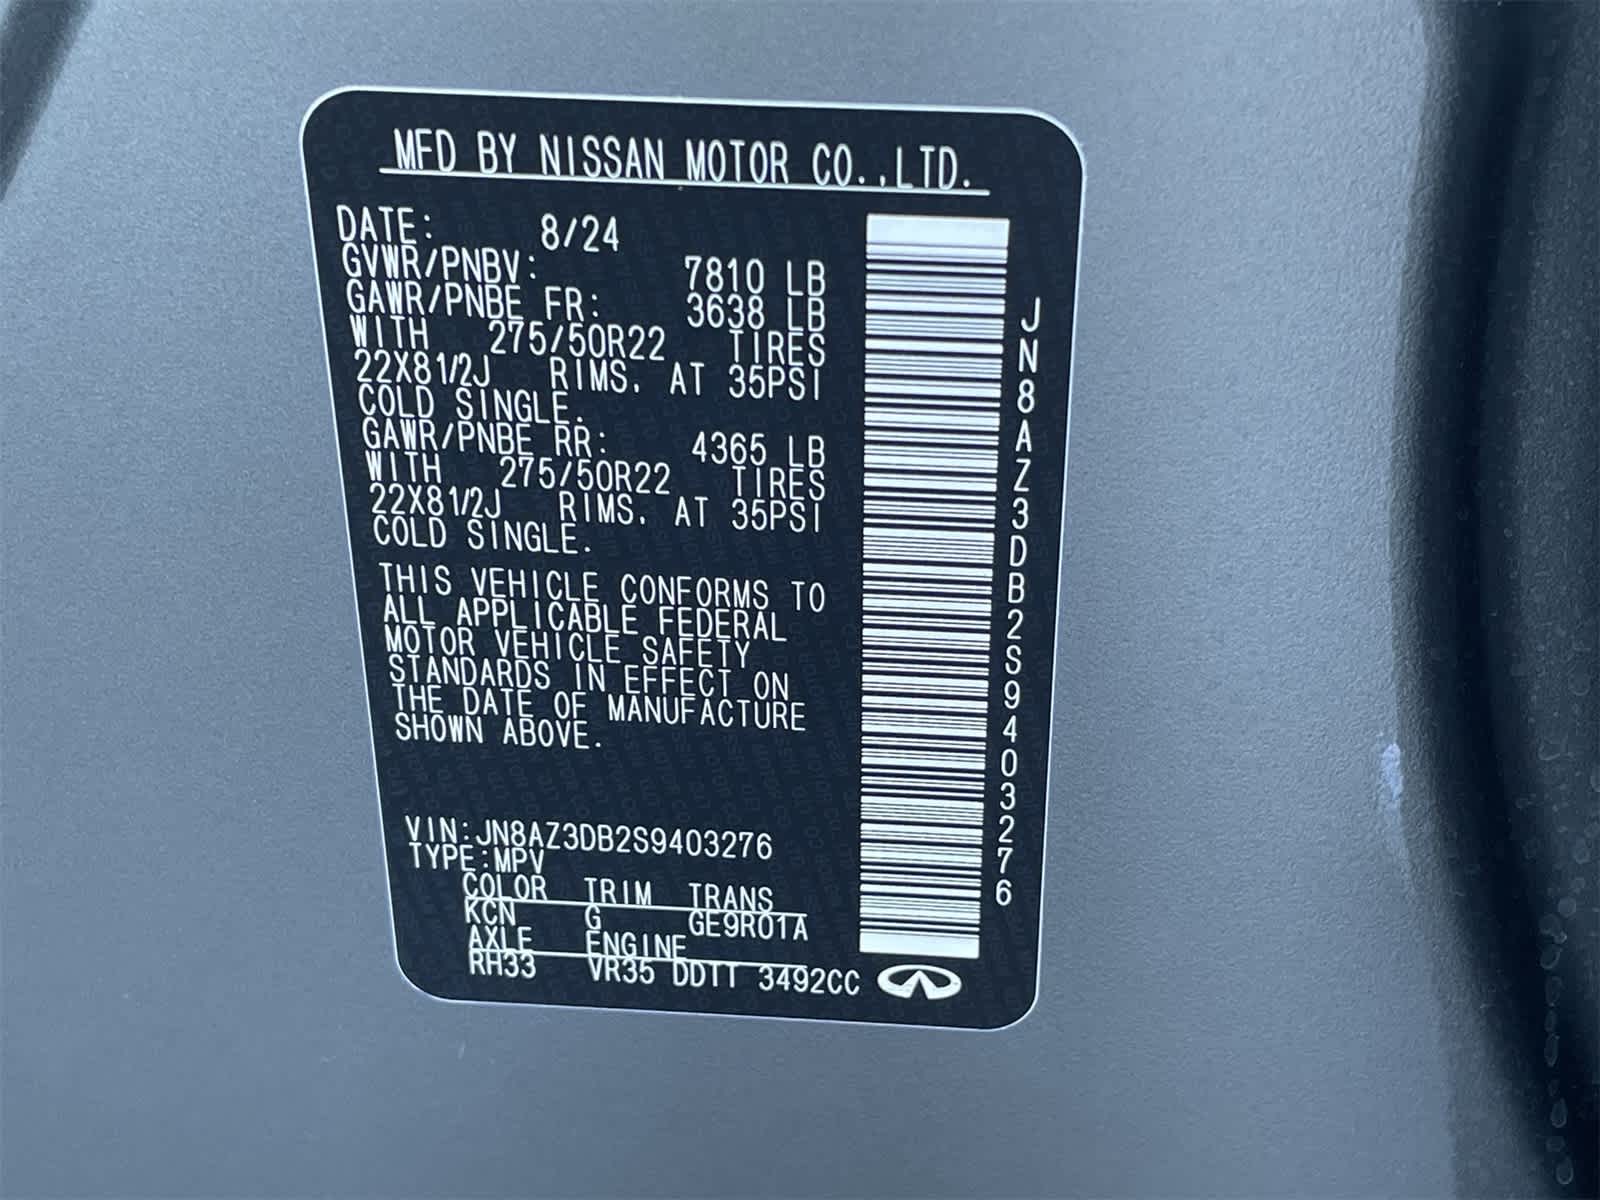 MFD BY NISSAN MOTOR CO.,LTD.
DATE: 8/24
GVWR/PNBV: 7810 LB
GAWR/PNBE FR: 3638 LB
WITH 275/50R22 TIRES
22X81/2J RIMS. AT 35PSI
COLD SINGLE.
GAWR/PNBE RR: 4365 LB
WITH 275/50R22 TIRES
22X81/2J RIMS. AT 35PSI
COLD SINGLE.
THIS VEHICLE CONFORMS TO
ALL APPLICABLE FEDERAL
MOTOR VEHICLE SAFETY
STANDARDS IN EFFECT ON
THE DATE OF MANUFACTURE
SHOWN ABOVE.
VIN:JN8AZ3DB2S9403276
TYPE:MPV
COLOR TRIM TRANS
KCN G GE9R01A
AXLE ENGINE
RH33 VR35 DDTT 3492CC
JN8AZ3DB2S9403276